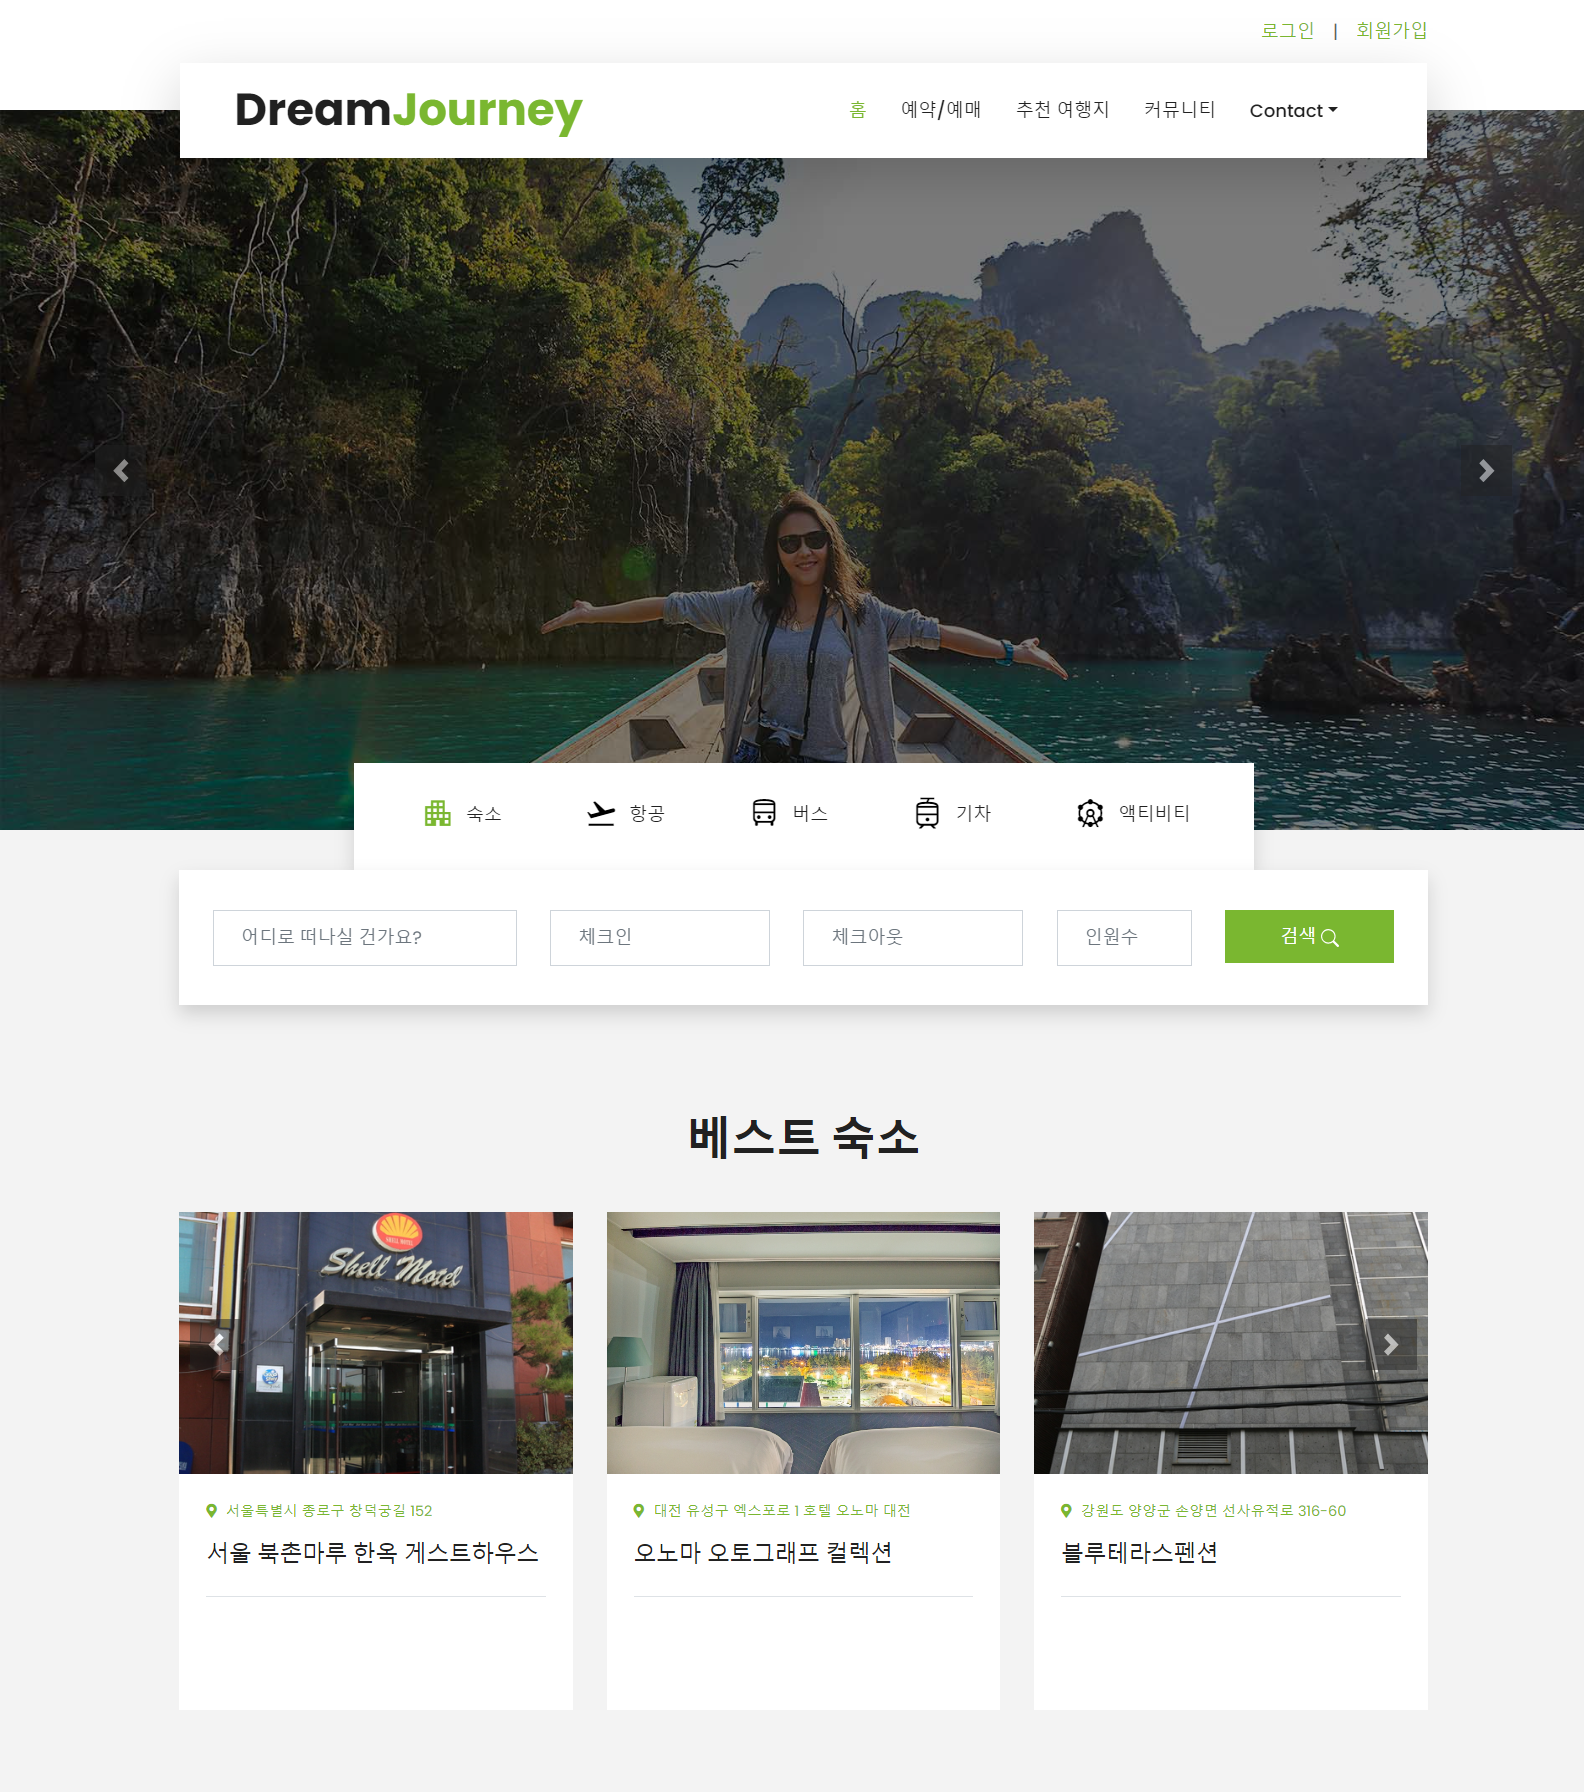 로그인 | 회원가입
DreamJourney
홈 예약/예매 추천 여행지 커뮤니티 Contact
숙소 항공 버스 기차 액티비티
어디로 떠나실 건가요? 체크인 체크아웃 인원수 검색
베스트 숙소
SHELL MOTEL
Shell Motel
서울특별시 종로구 창덕궁길 152
서울 북촌마루 한옥 게스트하우스
대전 유성구 엑스포로 1 호텔 오노마 대전
오노마 오토그래프 컬렉션
강원도 양양군 손양면 선사유적로 316-60
블루테라스펜션